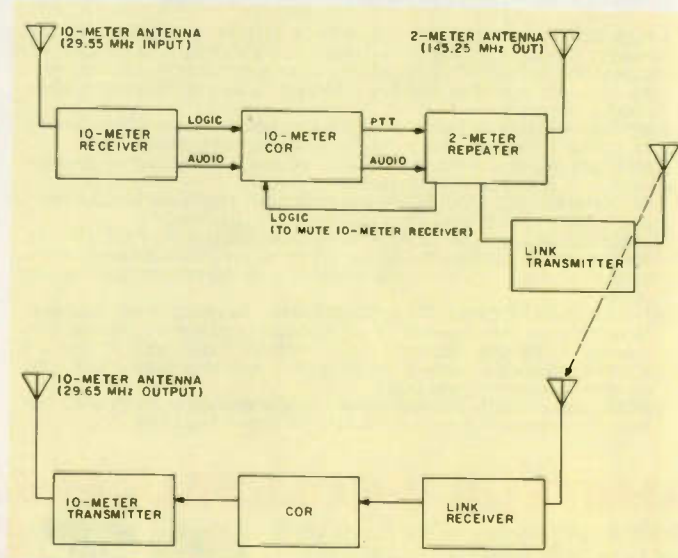 10-METER ANTENNA
(29.55 MHz INPUT)
2-METER ANTENNA
(145.25 MHz OUT)
10-METER
RECEIVER
LOGIC
AUDIO
10-METER
COR
PTT
AUDIO
2-METER
REPEATER
LOGIC
(TO MUTE 10-METER RECEIVER)
LINK
TRANSMITTER
10-METER ANTENNA
(29.65 MHz OUTPUT)
10-METER
TRANSMITTER
COR
LINK
RECEIVER